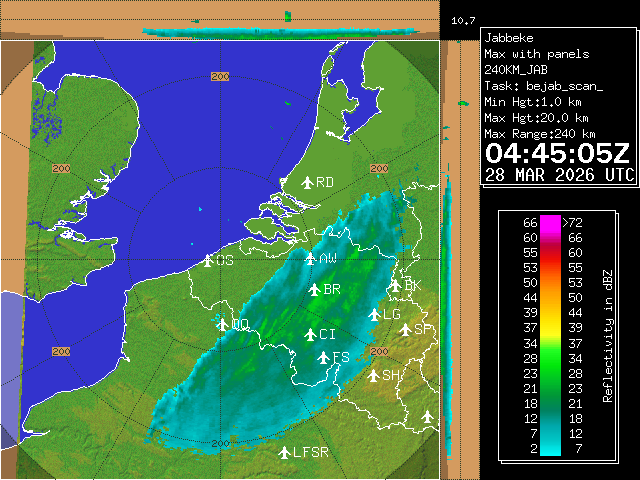 10.7
Jabbeke
Max with panels
240KM_JAB
Task: bejab_scan_
Min Hgt:1.0 km
Max Hgt:20.0 km
Max Range:240 km
04:45:05Z
28 MAR 2026 UTC
200
200
200
RD
OS
AW
BR
BK
LG
QO
CI
SP
FS
200
200
SH
200
LFSR
66 >72
60 66
55 60
53 55
50 53
44 50
39 44
37 39
34 37
28 34
23 28
21 23
18 21
12 18
7 12
2 7
Reflectivity in dBZ